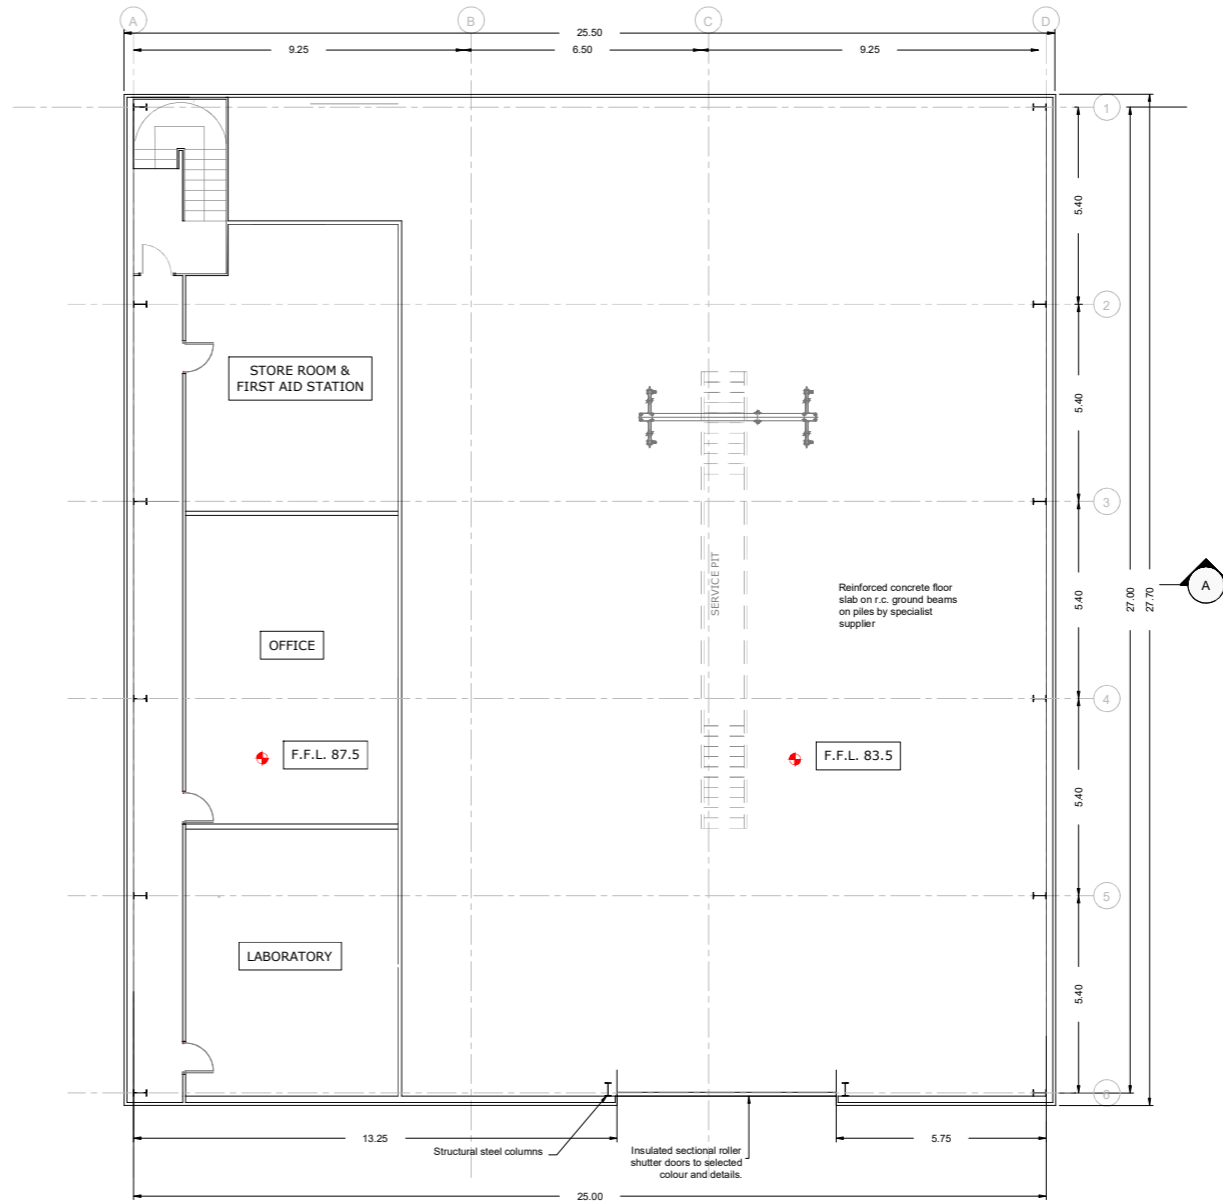 A
B
C
D
25.50
9.25
6.50
9.25
1
5.40
2
STORE ROOM &
FIRST AID STATION
5.40
3
SERVICE PIT
Reinforced concrete floor
slab on r.c. ground beams
on piles by specialist
supplier
5.40
27.00
27.70
A
OFFICE
4
F.F.L. 87.5
F.F.L. 83.5
5.40
5
LABORATORY
5.40
6
13.25
5.75
Structural steel columns
Insulated sectional roller
shutter doors to selected
colour and details.
25.00